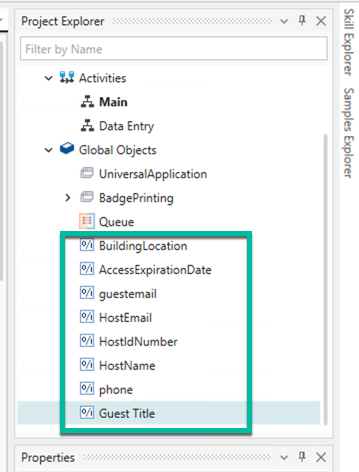 Project Explorer
Filter by Name
Activities
Main
Data Entry
Global Objects
UniversalApplication
BadgePrinting
Queue
BuildingLocation
AccessExpirationDate
guestemail
HostEmail
HostIdNumber
HostName
phone
Guest Title
Properties
Skill Explorer
Samples Explorer